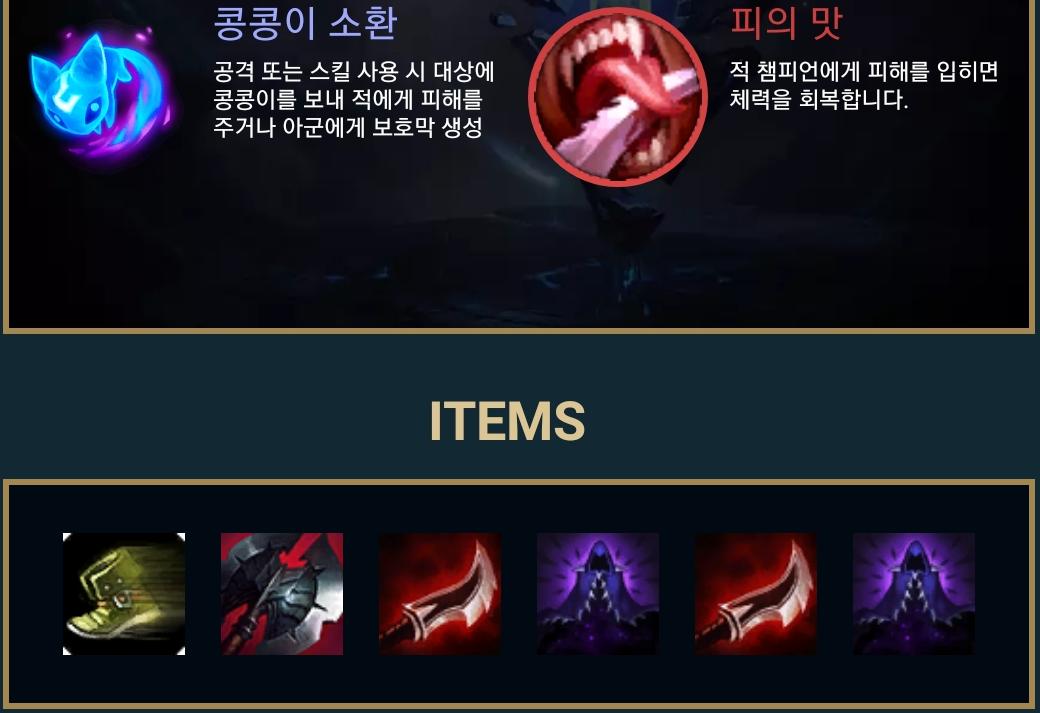 콩콩이 소환
공격 또는 스킬 사용 시 대상에
콩콩이를 보내 적에게 피해를
주거나 아군에게 보호막 생성
피의 맛
적 챔피언에게 피해를 입히면
체력을 회복합니다.
ITEMS